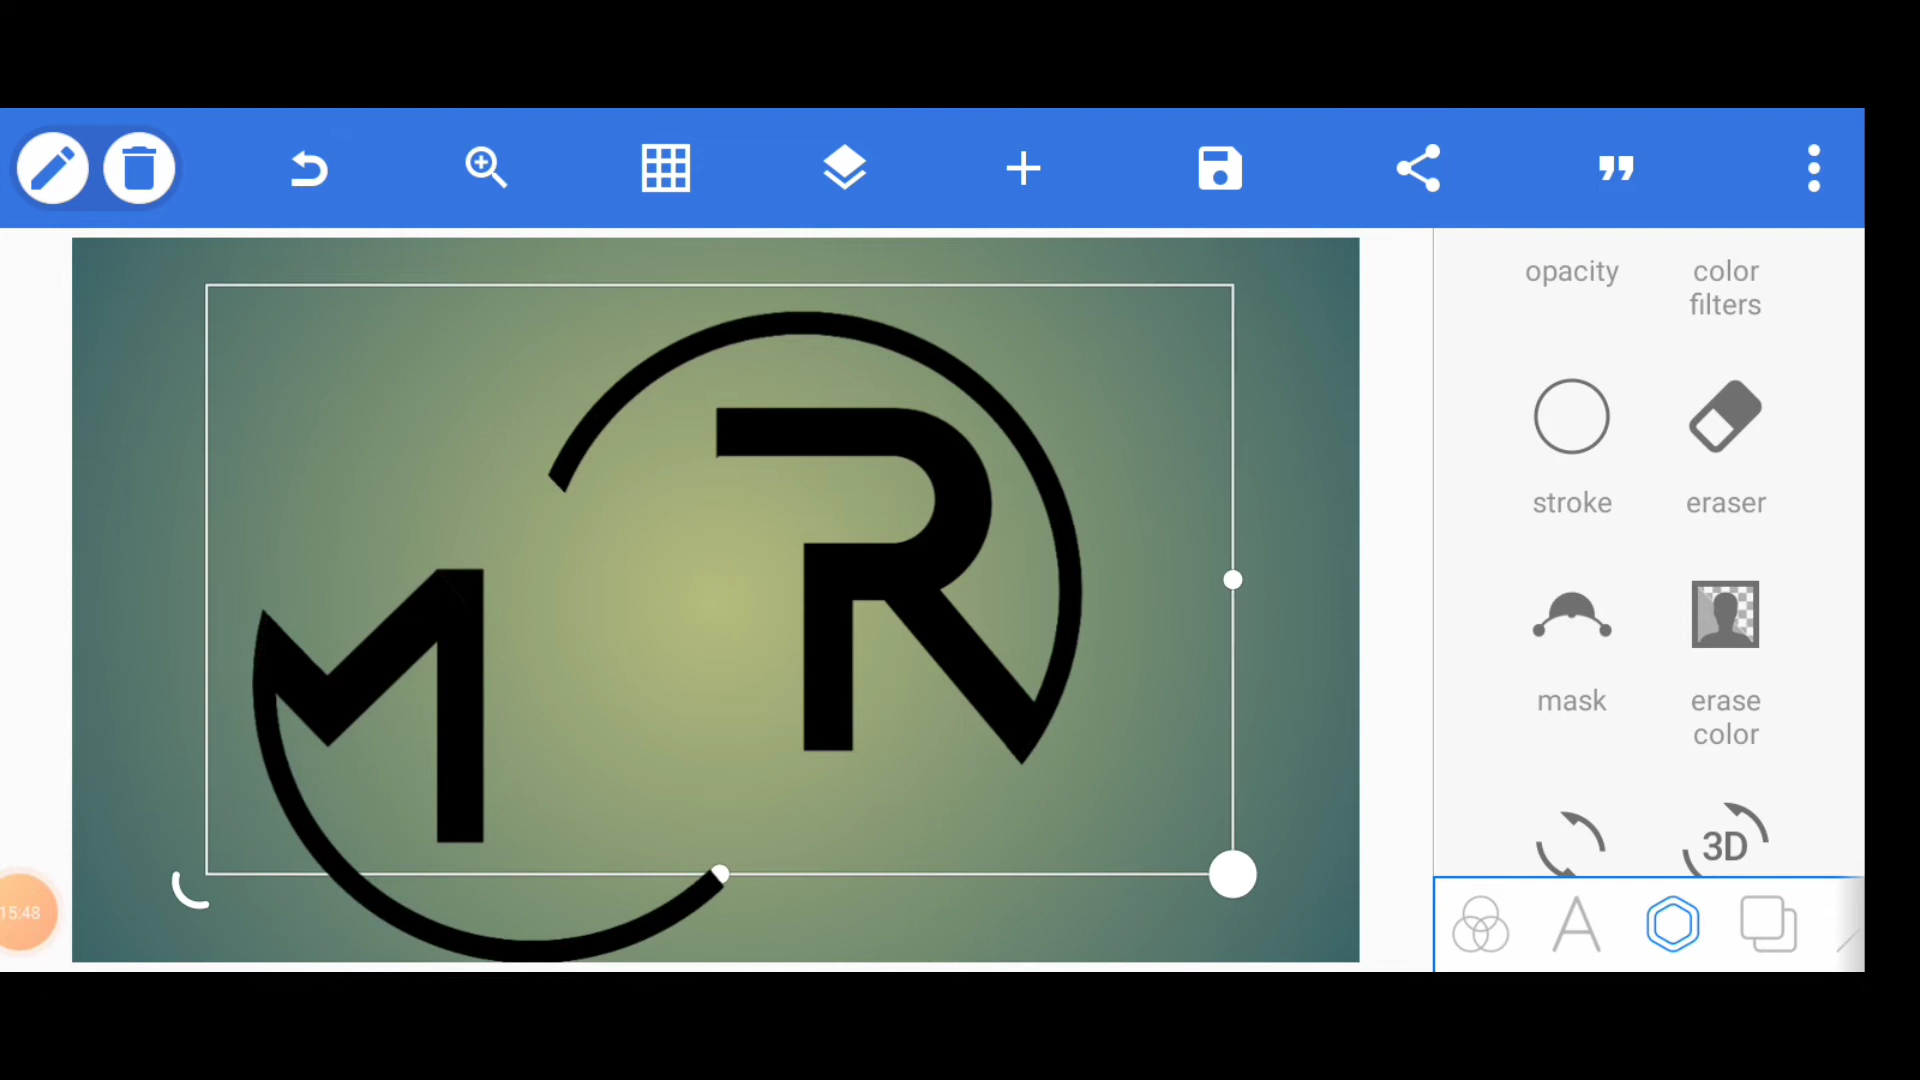 opacity
color
filters
M
R
stroke
eraser
mask
erase
color
3D
A
15:48